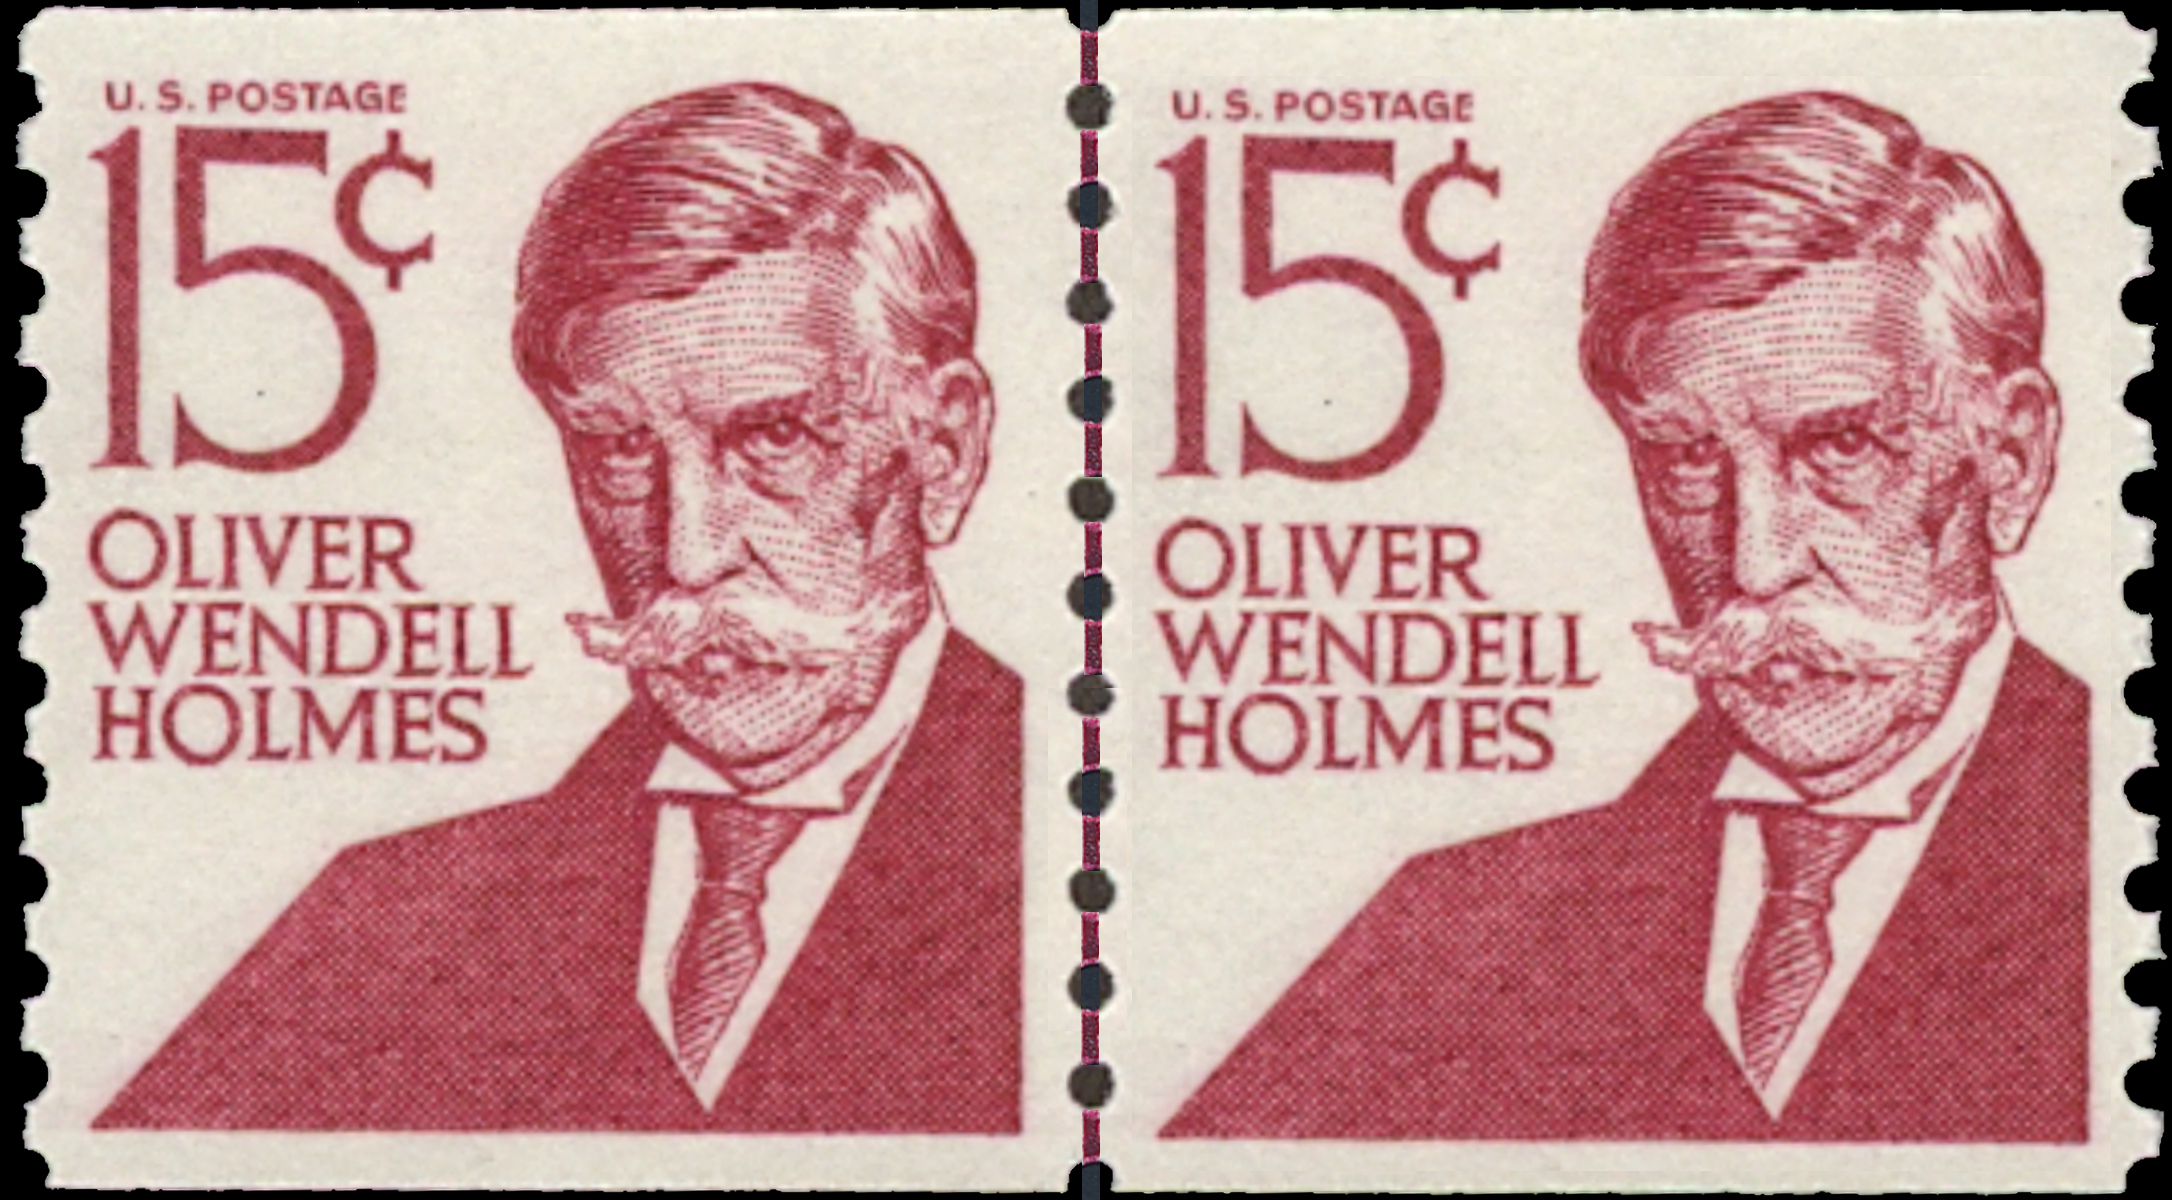 U. S. POSTAGE
15¢
OLIVER
WENDELL
HOLMES
U. S. POSTAGE
15¢
OLIVER
WENDELL
HOLMES